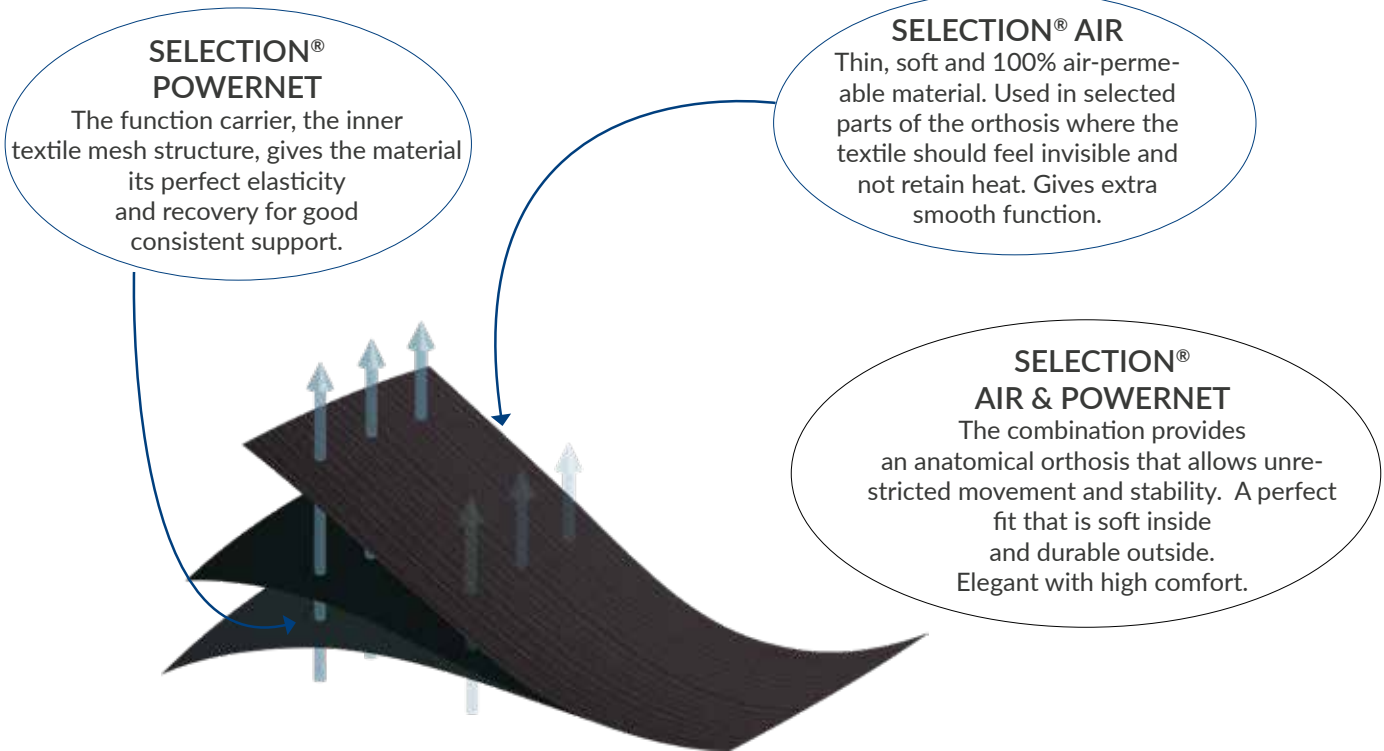 SELECTION®
POWERNET
The function carrier, the inner
textile mesh structure, gives the material
its perfect elasticity
and recovery for good
consistent support.
SELECTION® AIR
Thin, soft and 100% air-perme-
able material. Used in selected
parts of the orthosis where the
textile should feel invisible and
not retain heat. Gives extra
smooth function.
SELECTION®
AIR & POWERNET
The combination provides
an anatomical orthosis that allows unre-
stricted movement and stability.  A perfect
fit that is soft inside
and durable outside.
Elegant with high comfort.